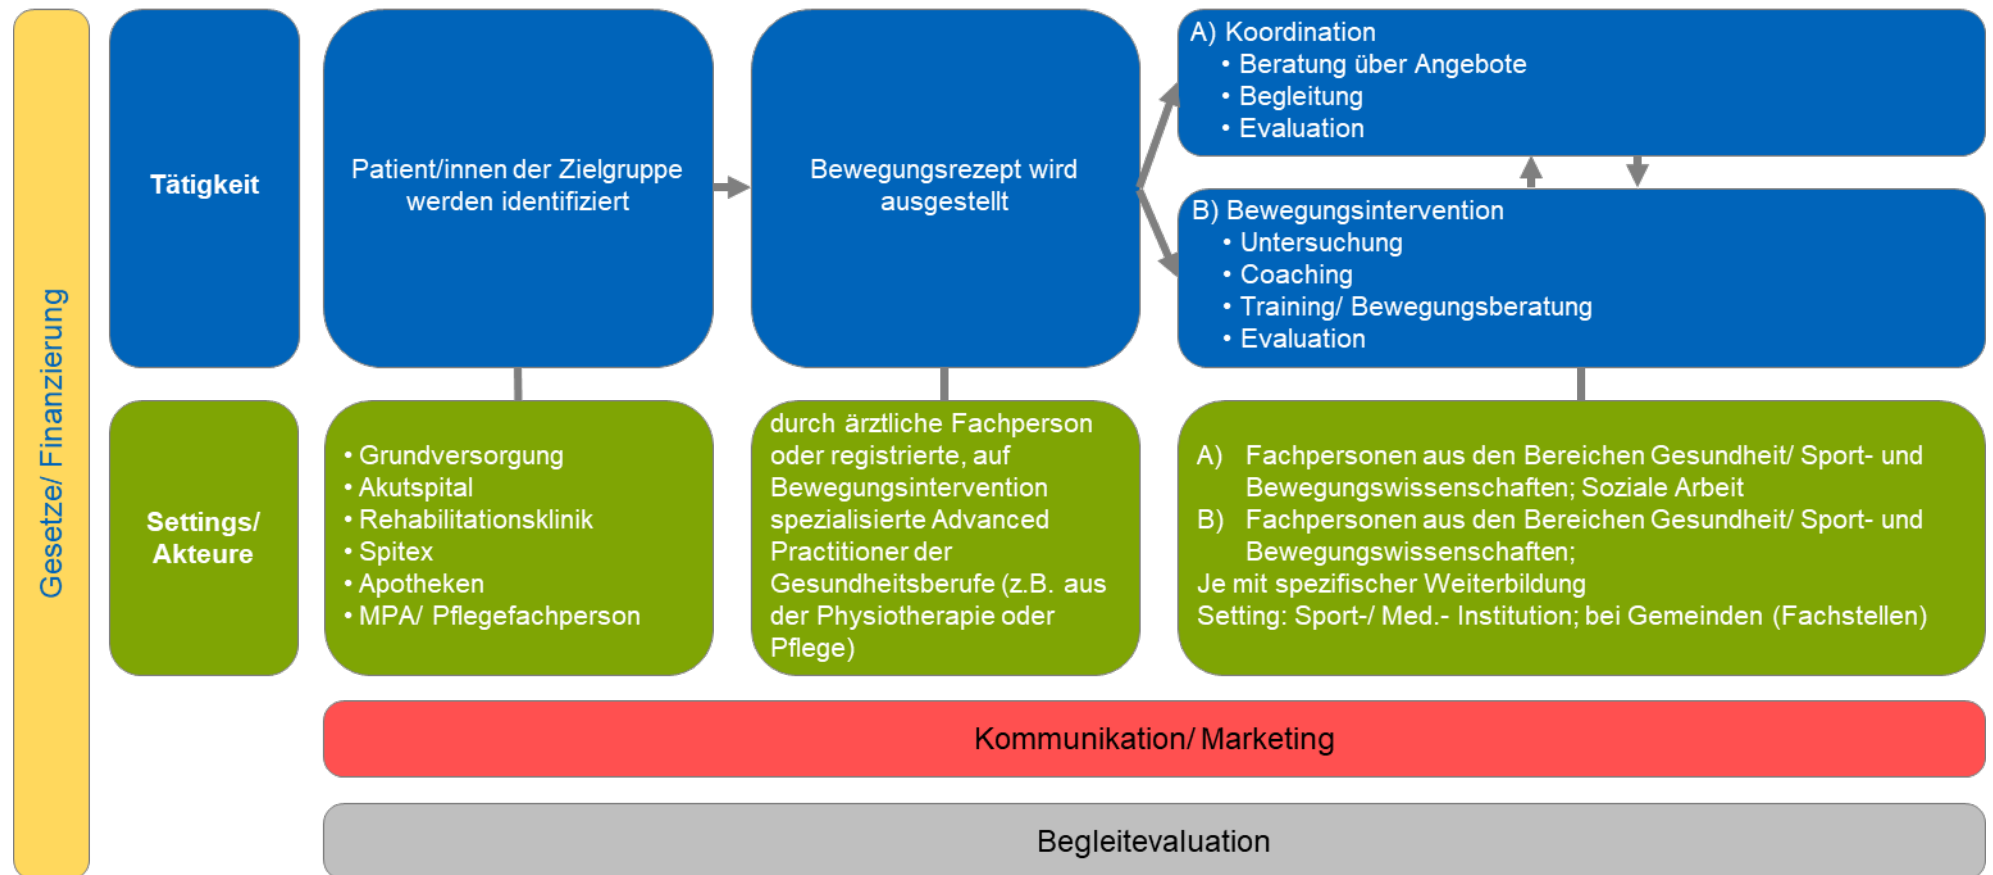 Gesetze/ Finanzierung
Tätigkeit
Patient/innen der Zielgruppe
werden identifiziert
Bewegungsrezept wird
ausgestellt
A) Koordination
• Beratung über Angebote
• Begleitung
• Evaluation
B) Bewegungsintervention
• Untersuchung
• Coaching
• Training/ Bewegungsberatung
• Evaluation
Settings/
Akteure
• Grundversorgung
• Akutspital
• Rehabilitationsklinik
• Spitex
• Apotheken
• MPA/ Pflegefachperson
durch ärztliche Fachperson
oder registrierte, auf
Bewegungsintervention
spezialisierte Advanced
Practitioner der
Gesundheitsberufe (z.B. aus
der Physiotherapie oder
Pflege)
A) Fachpersonen aus den Bereichen Gesundheit/ Sport- und
Bewegungswissenschaften; Soziale Arbeit
B) Fachpersonen aus den Bereichen Gesundheit/ Sport- und
Bewegungswissenschaften;
Je mit spezifischer Weiterbildung
Setting: Sport-/ Med.- Institution; bei Gemeinden (Fachstellen)
Kommunikation/ Marketing
Begleitevaluation